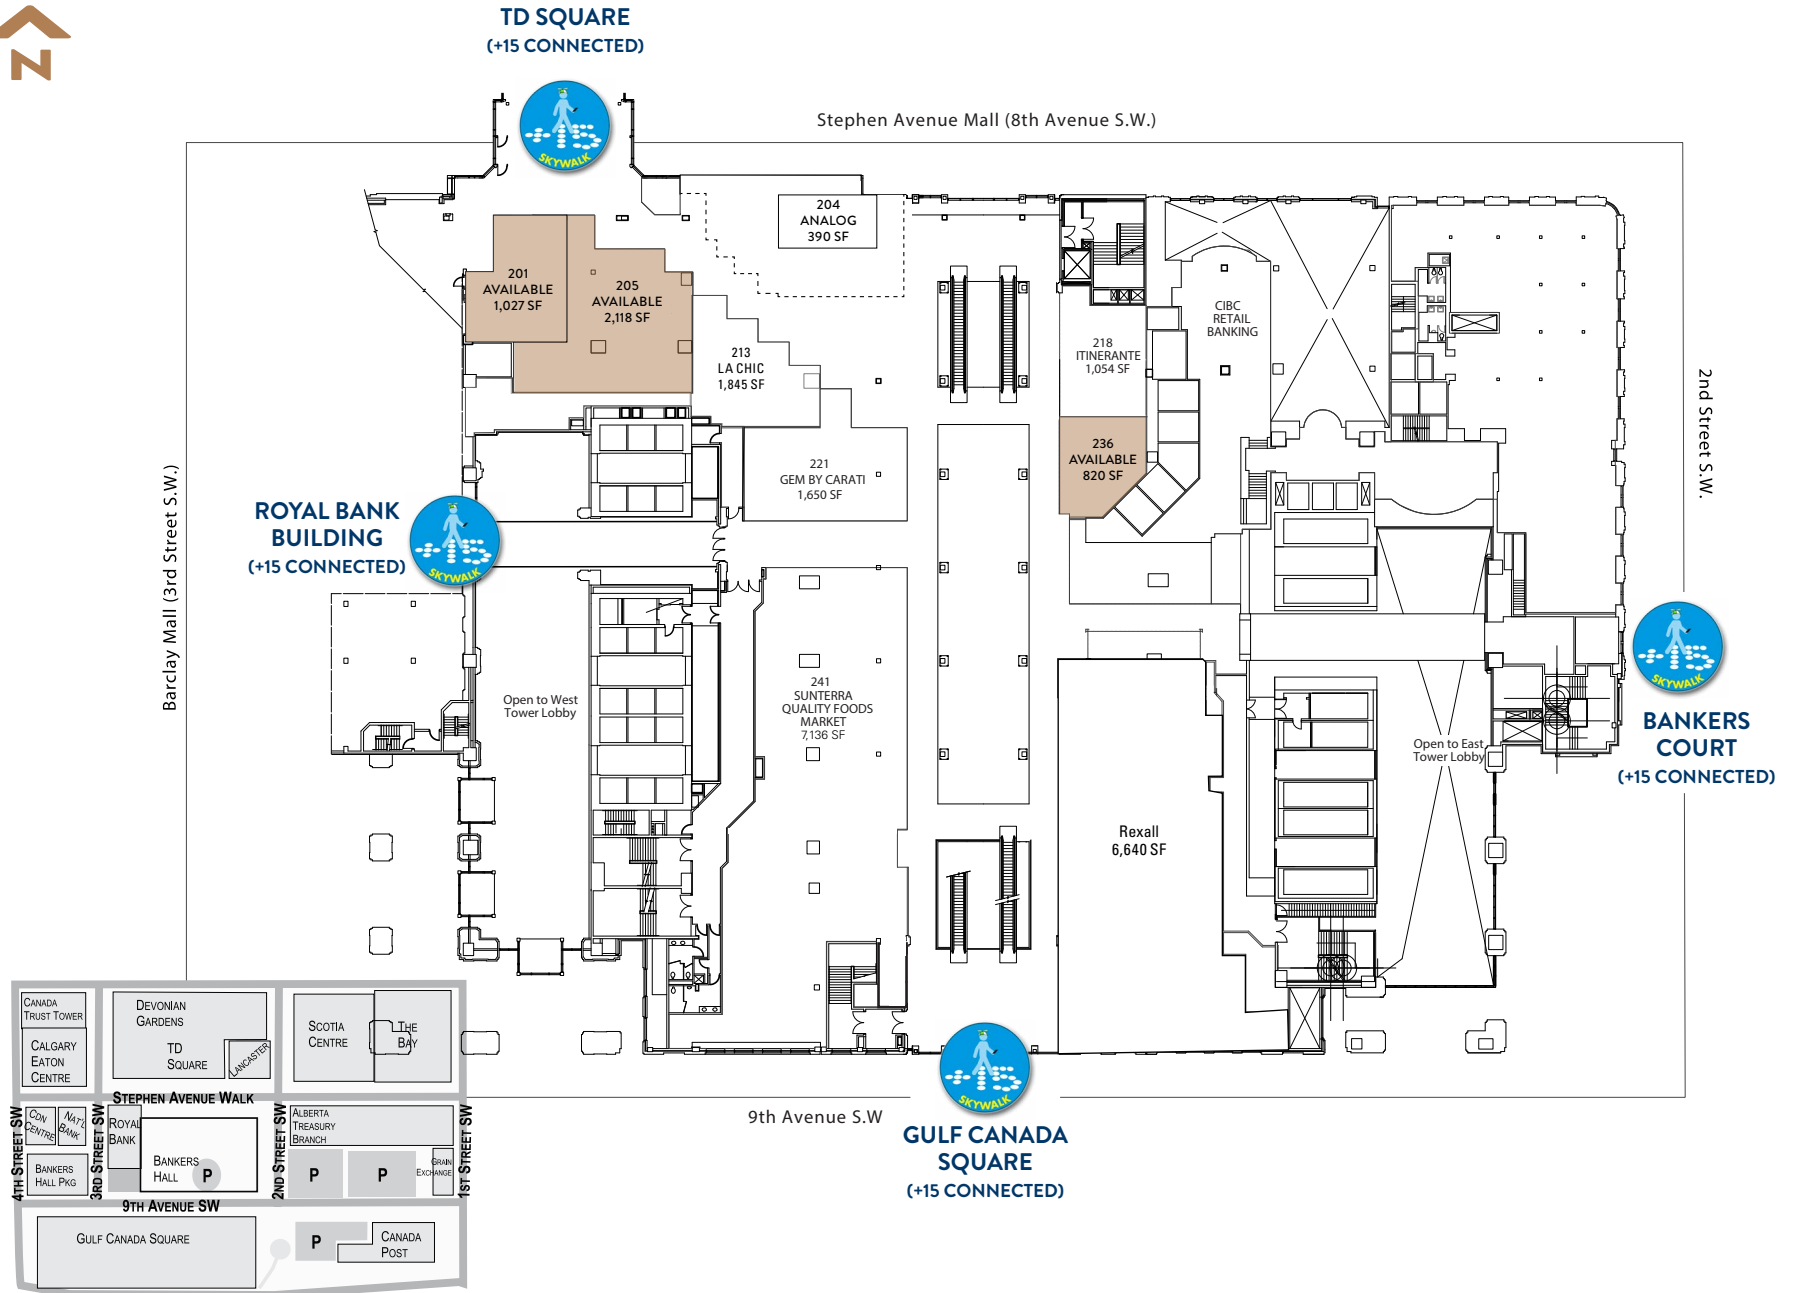 N
TD SQUARE
(+15 CONNECTED)
SKYWALK
Stephen Avenue Mall (8th Avenue S.W.)
204
ANALOG
390 SF
201
AVAILABLE
1,027 SF
205
AVAILABLE
2,118 SF
213
LA CHIC
1,845 SF
218
ITINERANTE
1,054 SF
CIBC
RETAIL
BANKING
236
AVAILABLE
820 SF
221
GEM BY CARATI
1,650 SF
2nd Street S.W.
Barclay Mall (3rd Street S.W.)
ROYAL BANK
BUILDING
(+15 CONNECTED)
SKYWALK
Open to West
Tower Lobby
241
SUNTERRA
QUALITY FOODS
MARKET
7,136 SF
Rexall
6,640 SF
Open to East
Tower Lobby
SKYWALK
BANKERS
COURT
(+15 CONNECTED)
SKYWALK
9th Avenue S.W
GULF CANADA
SQUARE
(+15 CONNECTED)
CANADA
TRUST TOWER
CALGARY
EATON
CENTRE
DEVONIAN
GARDENS
TD
SQUARE
LANCASTER
SCOTIA
CENTRE
THE
BAY
STEPHEN AVENUE WALK
4TH STREET SW
CDN
CENTRE
NAT'L
BANK
BANKERS
HALL PKG
3RD STREET SW
ROYAL
BANK
BANKERS
HALL
P
2ND STREET SW
ALBERTA
TREASURY
BRANCH
P
P
GRAIN
EXCHANGE
1ST STREET SW
9TH AVENUE SW
GULF CANADA SQUARE
P
CANADA
POST